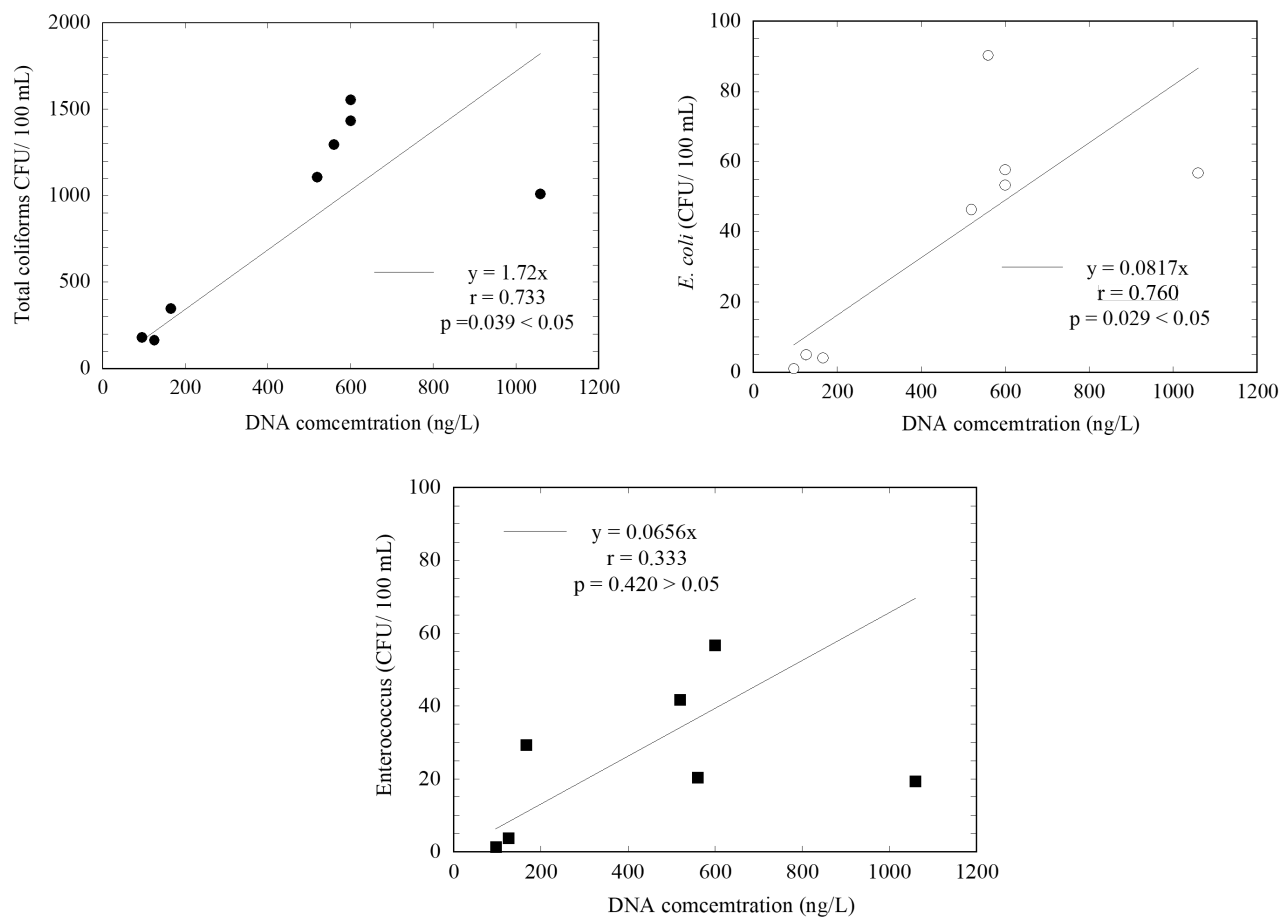 2000
1500
1000
500
0
Total coliforms CFU/ 100 mL
y = 1.72x
r = 0.733
p =0.039 < 0.05
0 200 400 600 800 1000 1200
DNA comcemtration (ng/L)
100
80
60
40
20
0
E. coli (CFU/ 100 mL)
y = 0.0817x
r = 0.760
p = 0.029 < 0.05
0 200 400 600 800 1000 1200
DNA comcemtration (ng/L)
100
80
60
40
20
0
Enterococcus (CFU/ 100 mL)
y = 0.0656x
r = 0.333
p = 0.420 > 0.05
0 200 400 600 800 1000 1200
DNA comcemtration (ng/L)